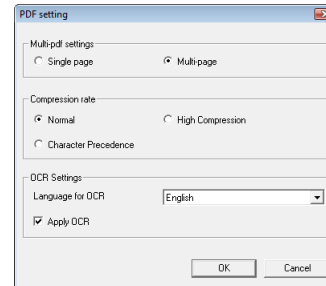 PDF setting
Multi-pdf settings
Single page Multi-page
Compression rate
Normal High Compression
Character Precedence
OCR Settings
Language for OCR English
Apply OCR
OK Cancel